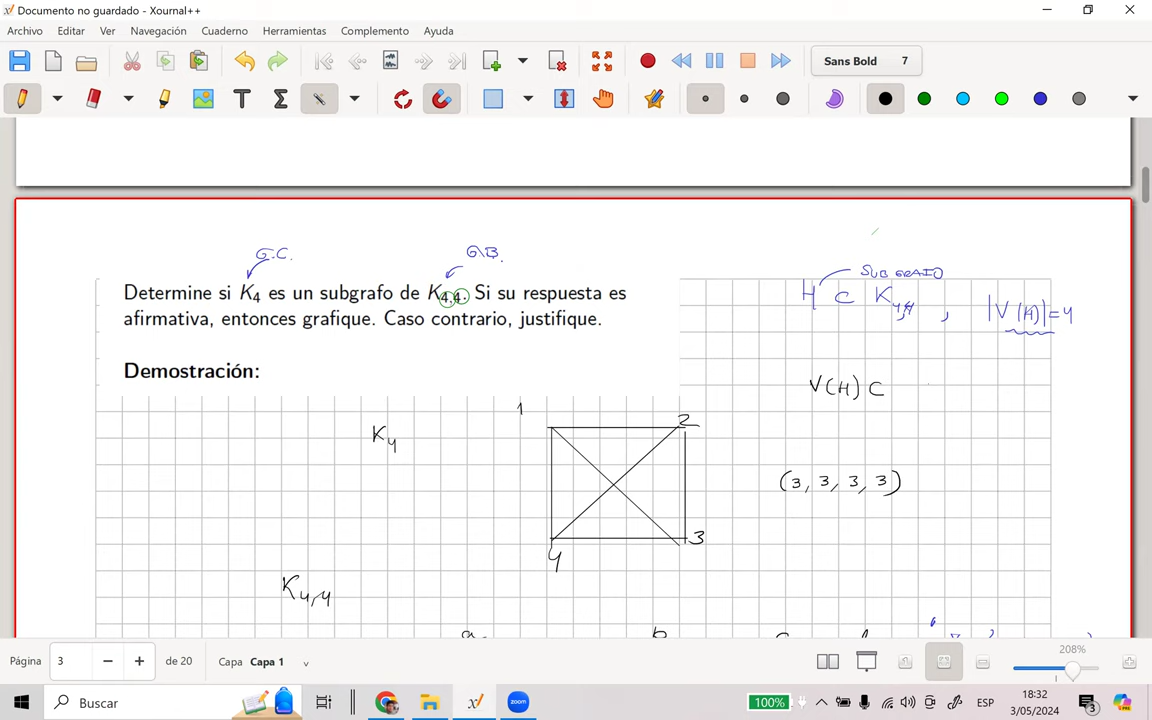 Documento no guardado - Xournal++
Archivo Editar Ver Navegación Cuaderno Herramientas Complemento Ayuda
Sans Bold 7
G.C.
G.B.
Determine si K4 es un subgrafo de K4,4. Si su respuesta es
afirmativa, entonces grafique. Caso contrario, justifique.
Demostración:
SUBGRAFO
H ⊂ K4,4 , |V(H)|=4
V(H) ⊂
1
2
K4
(3, 3, 3, 3)
3
4
K4,4
a
b
Página 3 de 20 Capa Capa 1
208%
Buscar
100%
ESP
18:32
3/05/2024
3